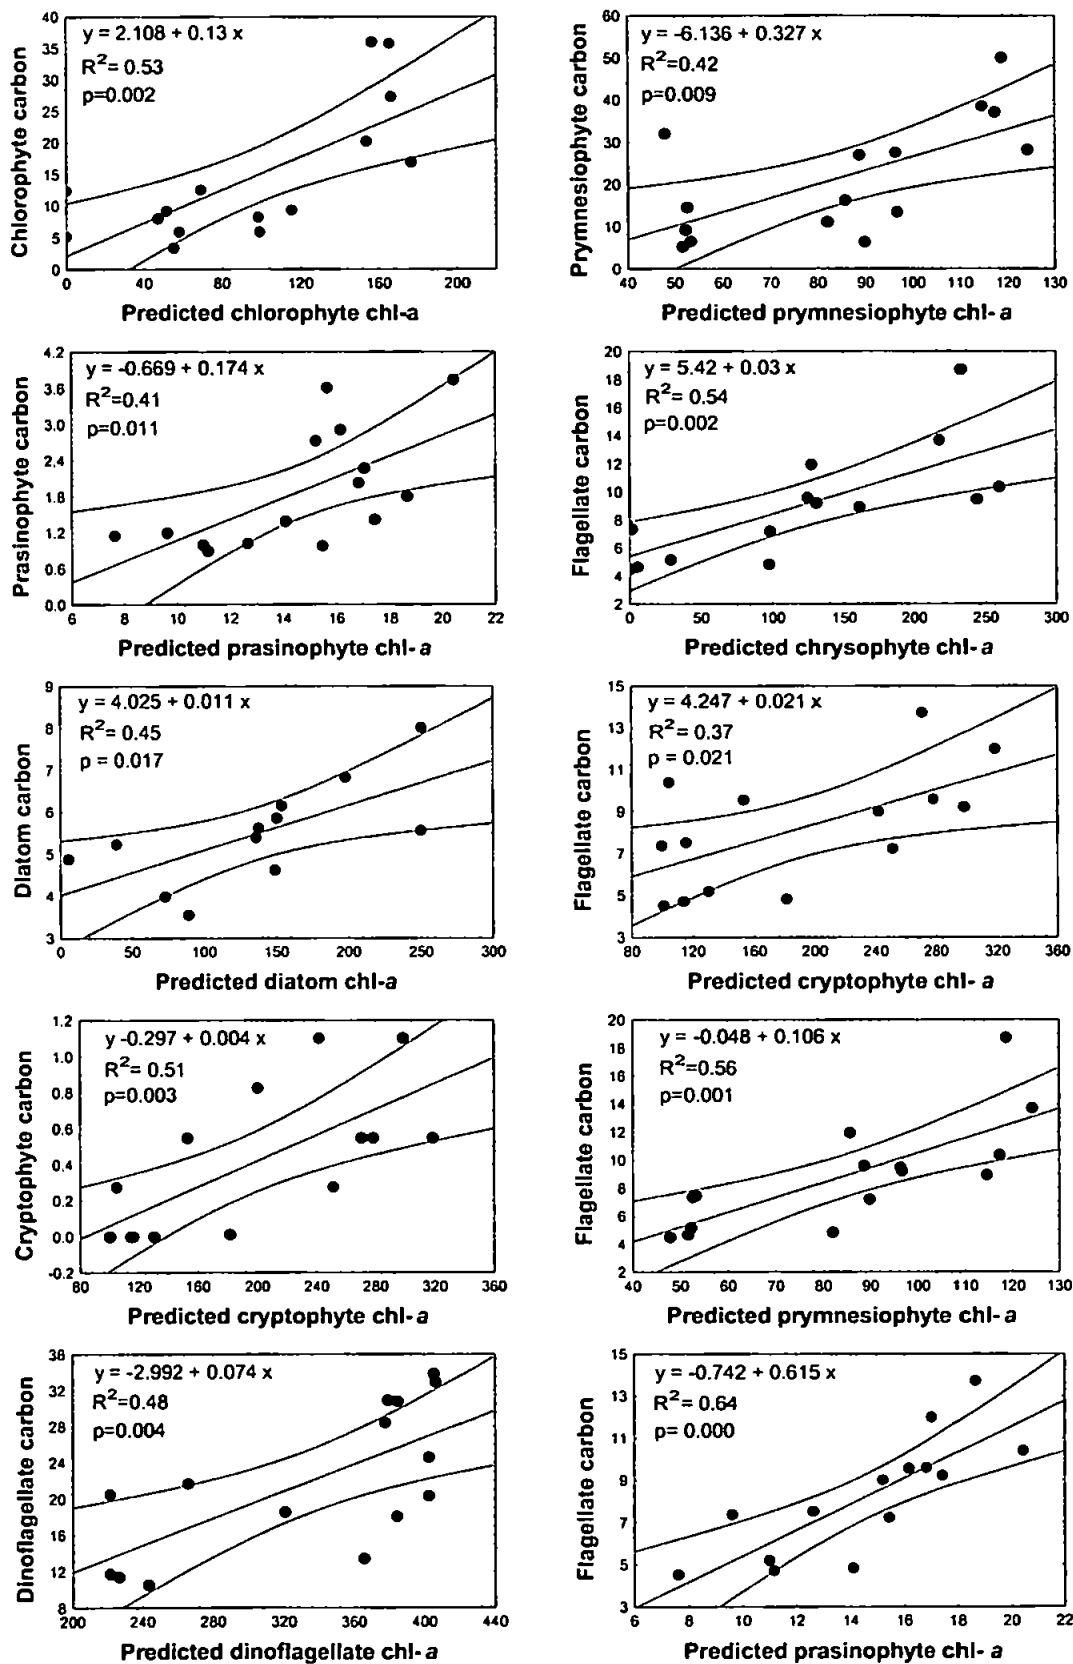 y = 2.108 + 0.13 x
R2= 0.53
p=0.002
Chlorophyte carbon
40
35
30
25
20
15
10
5
0
0 40 80 120 160 200
Predicted chlorophyte chl-a
y = -6.136 + 0.327 x
R2=0.42
p=0.009
Prymnesiophyte carbon
60
50
40
30
20
10
0
40 50 60 70 80 90 100 110 120 130
Predicted prymnesiophyte chl- a
y = -0.669 + 0.174 x
R2=0.41
p=0.011
Prasinophyte carbon
4.2
3.6
3.0
2.4
1.8
1.2
0.6
0.0
6 8 10 12 14 16 18 20 22
Predicted prasinophyte chl- a
y = 5.42 + 0.03 x
R2= 0.54
p=0.002
Flagellate carbon
20
18
16
14
12
10
8
6
4
2
0 50 100 150 200 250 300
Predicted chrysophyte chl- a
y = 4.025 + 0.011 x
R2= 0.45
p = 0.017
Diatom carbon
9
8
7
6
5
4
3
0 50 100 150 200 250 300
Predicted diatom chl-a
y = 4.247 + 0.021 x
R2= 0.37
p = 0.021
Flagellate carbon
15
13
11
9
7
5
3
80 120 160 200 240 280 320 360
Predicted cryptophyte chl- a
y -0.297 + 0.004 x
R2= 0.51
p=0.003
Cryptophyte carbon
1.2
1.0
0.8
0.6
0.4
0.2
0.0
-0.2
80 120 160 200 240 280 320 360
Predicted cryptophyte chl- a
y = -0.048 + 0.106 x
R2=0.56
p=0.001
Flagellate carbon
20
18
16
14
12
10
8
6
4
2
40 50 60 70 80 90 100 110 120 130
Predicted prymnesiophyte chl- a
y = -2.992 + 0.074 x
R2=0.48
p=0.004
Dinoflagellate carbon
38
32
28
24
20
16
12
8
200 240 280 320 360 400 440
Predicted dinoflagellate chl- a
y = -0.742 + 0.615 x
R2= 0.64
p= 0.000
Flagellate carbon
15
13
11
9
7
5
3
6 8 10 12 14 16 18 20 22
Predicted prasinophyte chl- a